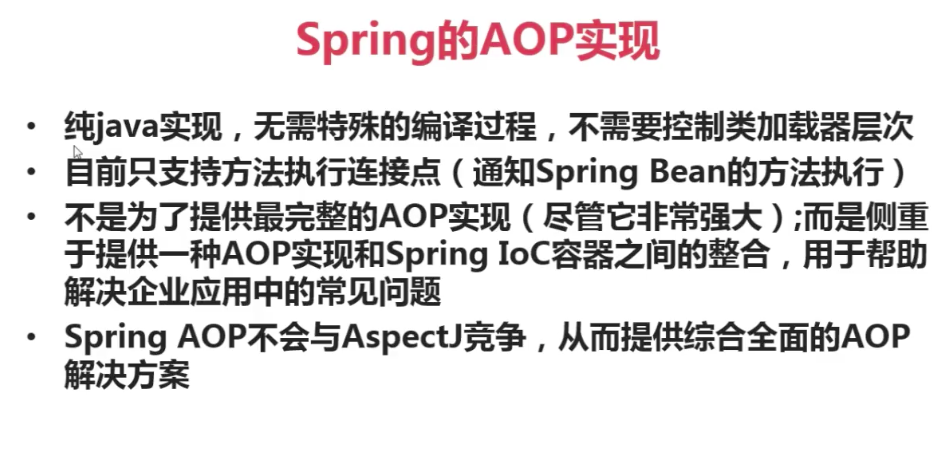 Spring的AOP实现
• 纯java实现，无需特殊的编译过程，不需要控制类加载器层次
• 目前只支持方法执行连接点（通知Spring Bean的方法执行）
• 不是为了提供最完整的AOP实现（尽管它非常强大）;而是侧重
于提供一种AOP实现和Spring IoC容器之间的整合，用于帮助
解决企业应用中的常见问题
• Spring AOP不会与AspectJ竞争，从而提供综合全面的AOP
解决方案